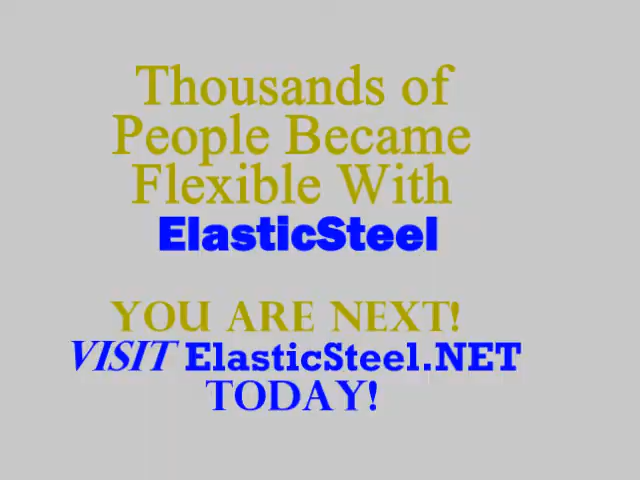 Thousands of
People Became
Flexible With
ElasticSteel
YOU ARE NEXT!
VISIT ElasticSteel.NET
TODAY!